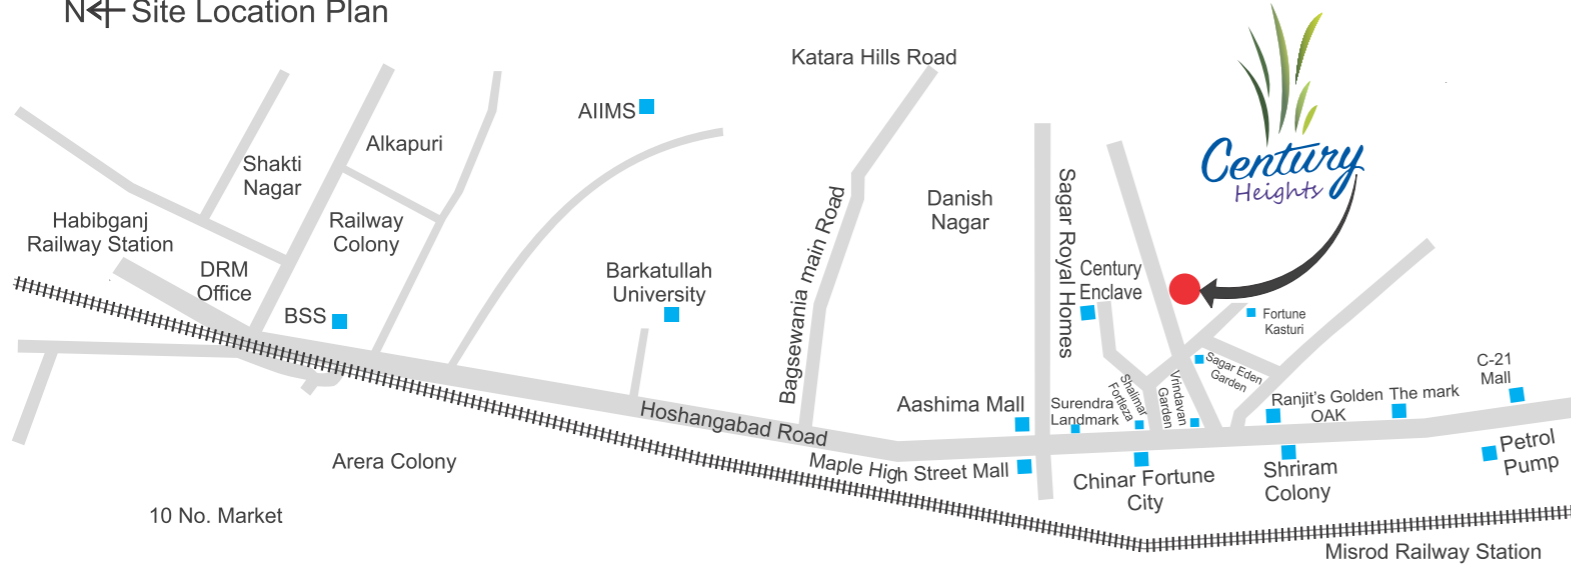 N Site Location Plan
Katara Hills Road
AIIMS
Alkapuri
Shakti
Nagar
Century
Heights
Railway
Colony
Habibganj
Railway Station
DRM
Office
BSS
Barkatullah
University
Bagsewania main Road
Danish
Nagar
Sagar Royal Homes
Century
Enclave
Fortune
Kasturi
Sagar Eden
Garden
Shalimar
Fortleza
Vrindavan
Garden
C-21
Mall
Aashima Mall
Surendra
Landmark
Ranjit's Golden
OAK
The mark
Hoshangabad Road
Maple High Street Mall
Chinar Fortune
City
Shriram
Colony
Petrol
Pump
Arera Colony
10 No. Market
Misrod Railway Station